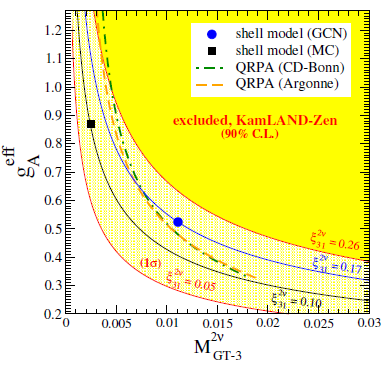 1.2
1.1
1.0
0.9
0.8
0.7
0.6
0.5
0.4
0.3
0.2
g_A^eff
shell model (GCN)
shell model (MC)
QRPA (CD-Bonn)
QRPA (Argonne)
excluded, KamLAND-Zen
(90% C.L.)
ξ_31^2ν = 0.26
ξ_31^2ν = 0.17
(1σ)
ξ_31^2ν = 0.05
ξ_31^2ν = 0.10
0 0.005 0.01 0.015 0.02 0.025 0.03
M_GT-3^2ν